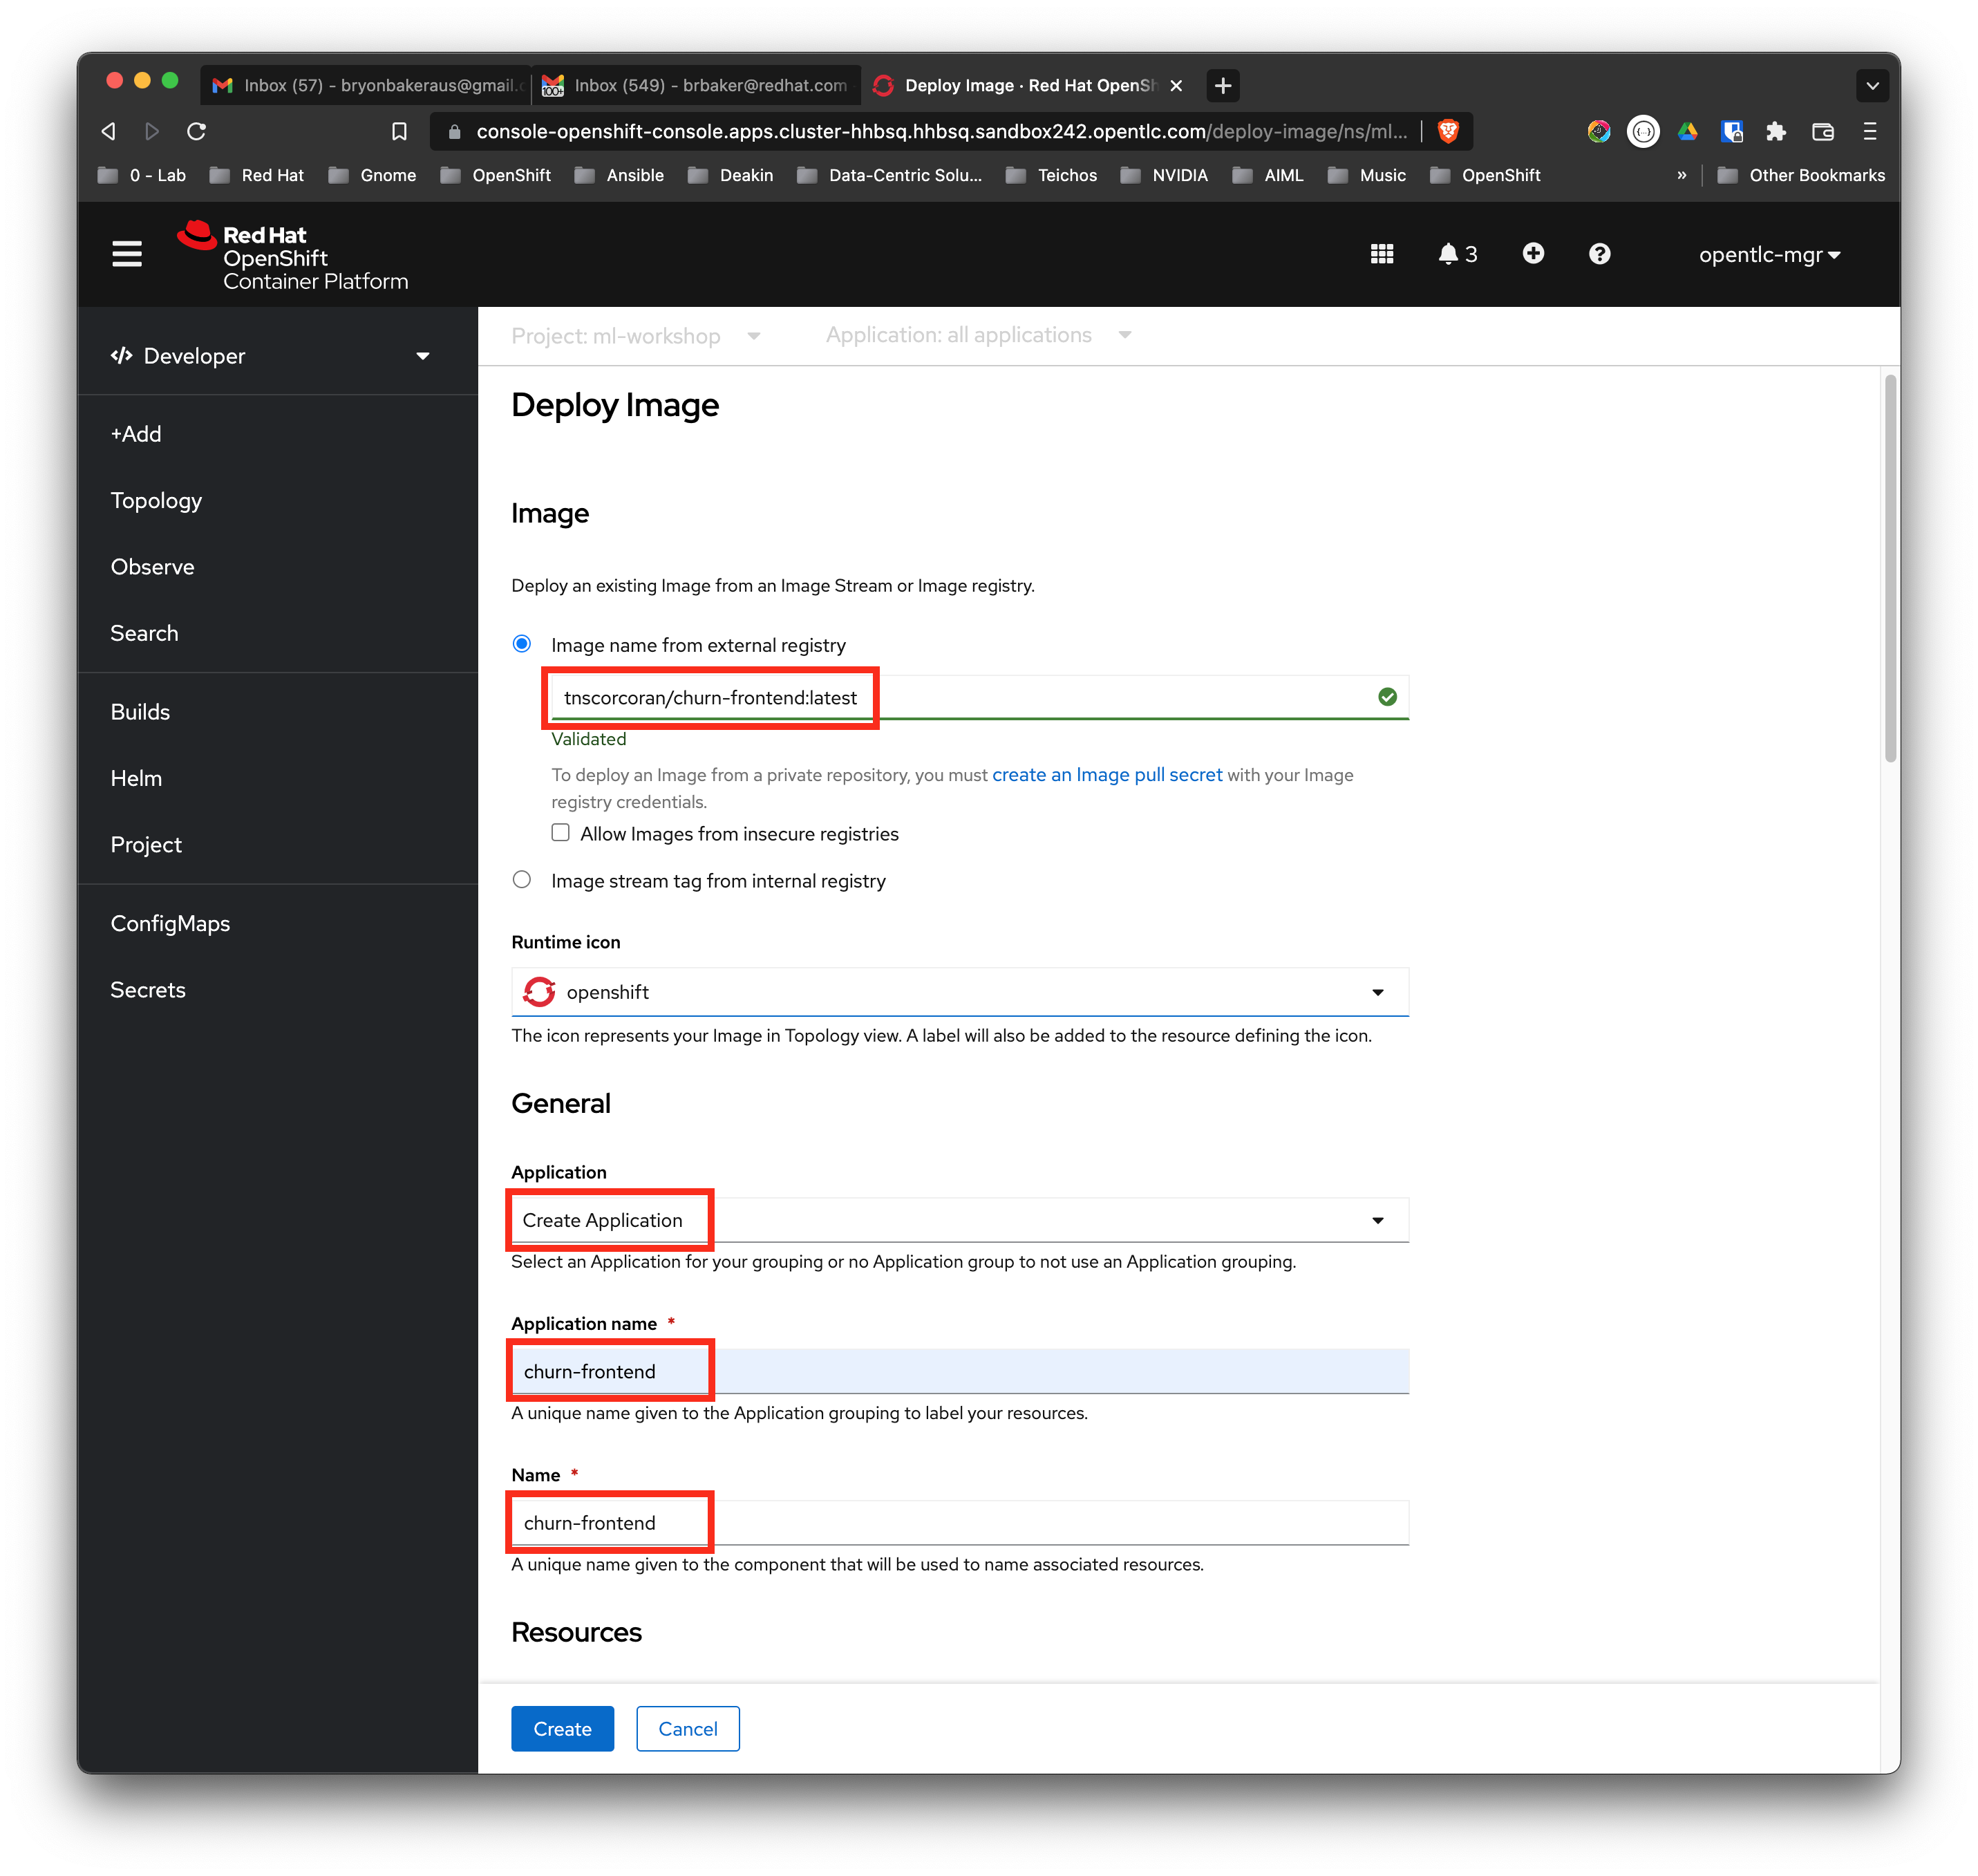 Inbox (57) - bryonbakeraus@gmail.c
Inbox (549) - brbaker@redhat.com
Deploy Image · Red Hat OpenSh
100+
console-openshift-console.apps.cluster-hhbsq.hhbsq.sandbox242.opentlc.com/deploy-image/ns/ml...
0 - Lab
Red Hat
Gnome
OpenShift
Ansible
Deakin
Data-Centric Solu...
Teichos
NVIDIA
AIML
Music
OpenShift
»
Other Bookmarks
Red Hat
OpenShift
Container Platform
3
opentlc-mgr
Developer
+Add
Topology
Observe
Search
Builds
Helm
Project
ConfigMaps
Secrets
Project: ml-workshop
Application: all applications
Deploy Image
Image
Deploy an existing Image from an Image Stream or Image registry.
Image name from external registry
tnscorcoran/churn-frontend:latest
Validated
To deploy an Image from a private repository, you must create an Image pull secret with your Image
registry credentials.
Allow Images from insecure registries
Image stream tag from internal registry
Runtime icon
openshift
The icon represents your Image in Topology view. A label will also be added to the resource defining the icon.
General
Application
Create Application
Select an Application for your grouping or no Application group to not use an Application grouping.
Application name *
churn-frontend
A unique name given to the Application grouping to label your resources.
Name *
churn-frontend
A unique name given to the component that will be used to name associated resources.
Resources
Create
Cancel